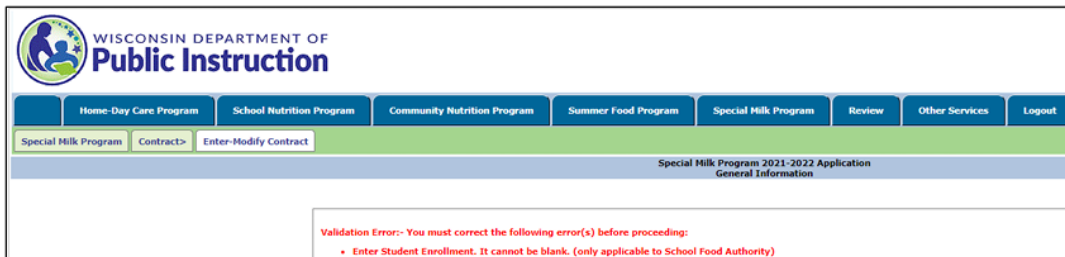 WISCONSIN DEPARTMENT OF
Public Instruction
Home-Day Care Program School Nutrition Program Community Nutrition Program Summer Food Program Special Milk Program Review Other Services Logout
Special Milk Program Contract> Enter-Modify Contract
Special Milk Program 2021-2022 Application
General Information
Validation Error:- You must correct the following error(s) before proceeding:
• Enter Student Enrollment. It cannot be blank. (only applicable to School Food Authority)